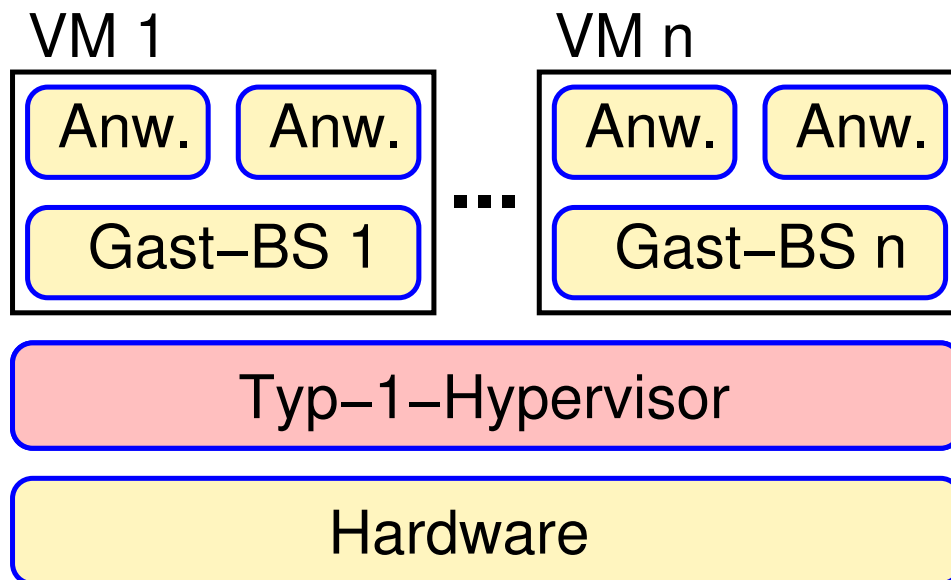 VM 1 VM n
Anw. Anw. Anw. Anw.
...
Gast–BS 1 Gast–BS n
Typ–1–Hypervisor
Hardware